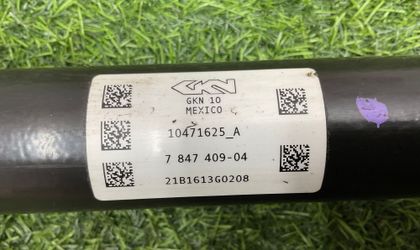 GKN
GKN 10
MEXICO
10471625_A
7 847 409-04
21B1613G0208